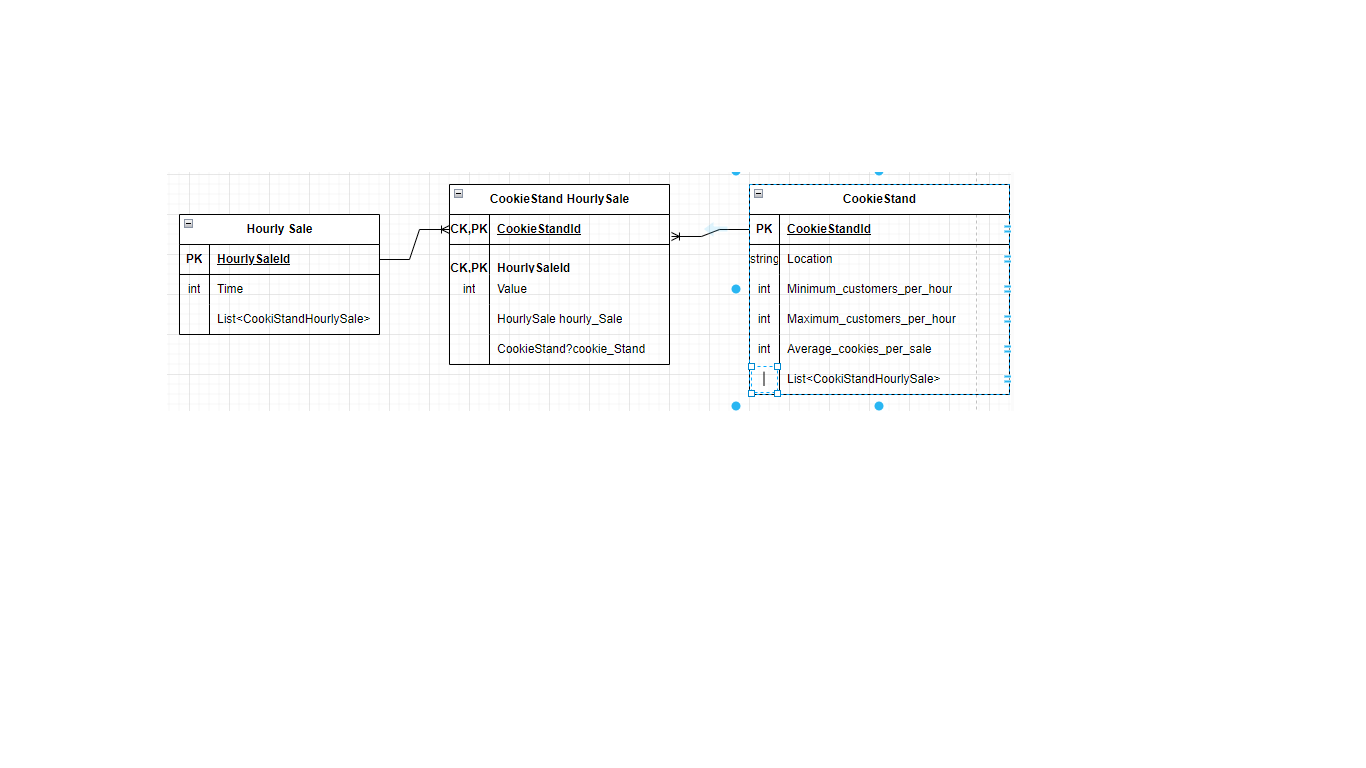 Hourly Sale
PK HourlySaleId
int Time
List<CookiStandHourlySale>
CookieStand HourlySale
CK,PK CookieStandId
CK,PK HourlySaleId
int Value
HourlySale hourly_Sale
CookieStand?cookie_Stand
CookieStand
PK CookieStandId
string Location
int Minimum_customers_per_hour
int Maximum_customers_per_hour
int Average_cookies_per_sale
List<CookiStandHourlySale>